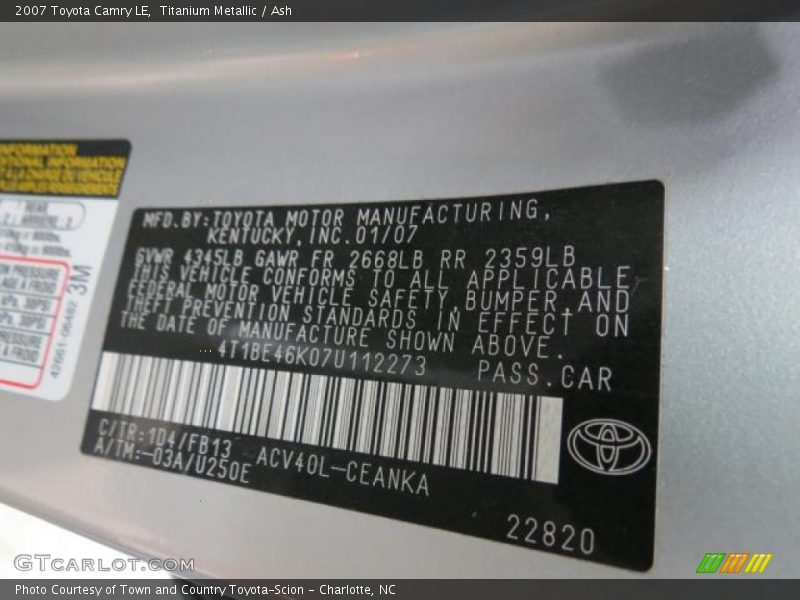 2007 Toyota Camry LE,  Titanium Metallic / Ash
INFORMATION
MFD.BY:TOYOTA MOTOR MANUFACTURING,
KENTUCKY,INC.01/07
GVWR 4345LB GAWR FR 2668LB RR 2359LB
THIS VEHICLE CONFORMS TO ALL APPLICABLE
FEDERAL MOTOR VEHICLE SAFETY,BUMPER,AND
THEFT PREVENTION STANDARDS IN EFFECT ON
THE DATE OF MANUFACTURE SHOWN ABOVE.
4T1BE46K07U112273 PASS.CAR
C/TR:1D4/FB13
A/TM:-03A/U250E ACV40L-CEANKA
22820
3M
GTCarLot.com
Photo Courtesy of Town and Country Toyota-Scion - Charlotte, NC